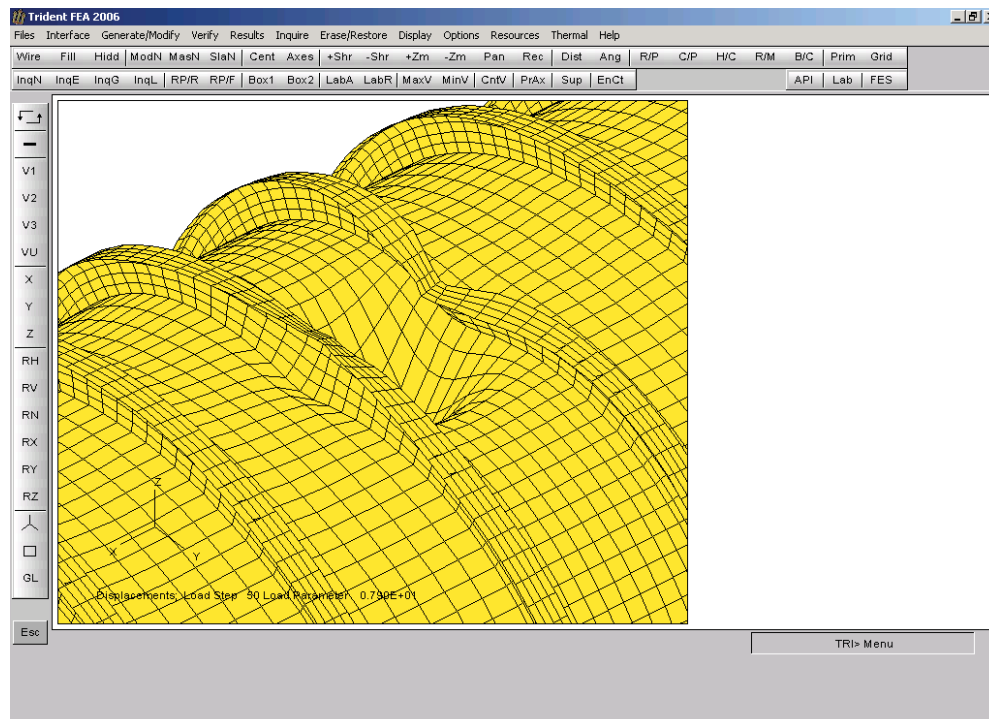 Trident FEA 2006
Files Interface Generate/Modify Verify Results Inquire Erase/Restore Display Options Resources Thermal Help
Wire Fill Hidd ModN MasN SlaN Cent Axes +Shr -Shr +Zm -Zm Pan Rec Dist Ang R/P C/P H/C R/M B/C Prim Grid
InqN InqE InqG InqL RP/R RP/F Box1 Box2 LabA LabR MaxV MinV CntV PrAx Sup EnCt API Lab FES
V1
V2
V3
VU
X
Y
Z
RH
RV
RN
RX
RY
RZ
GL
Z
X
Y
Displacements; Load Step 50 Load Parameter 0.790E+01
Esc
TRI> Menu